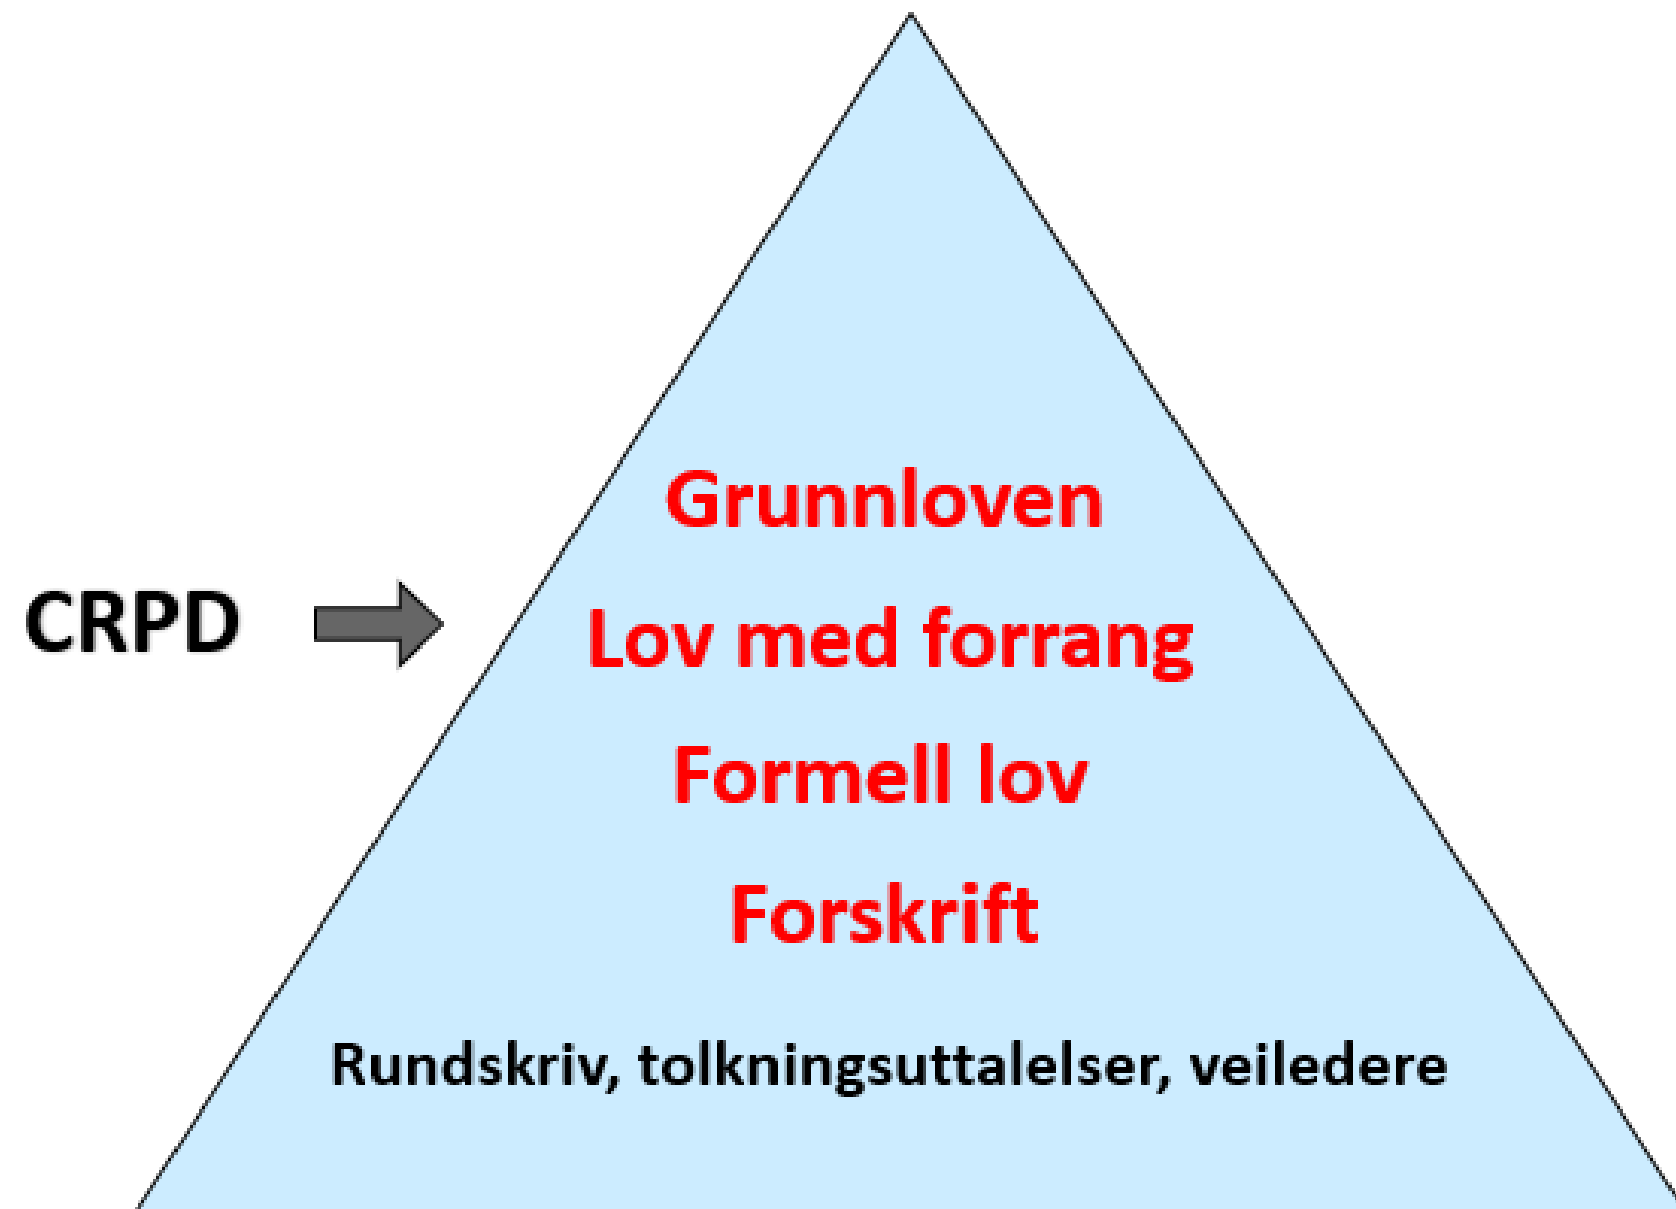 Grunnloven
CRPD
Lov med forrang
Formell lov
Forskrift
Rundskriv, tolkningsuttalelser, veiledere